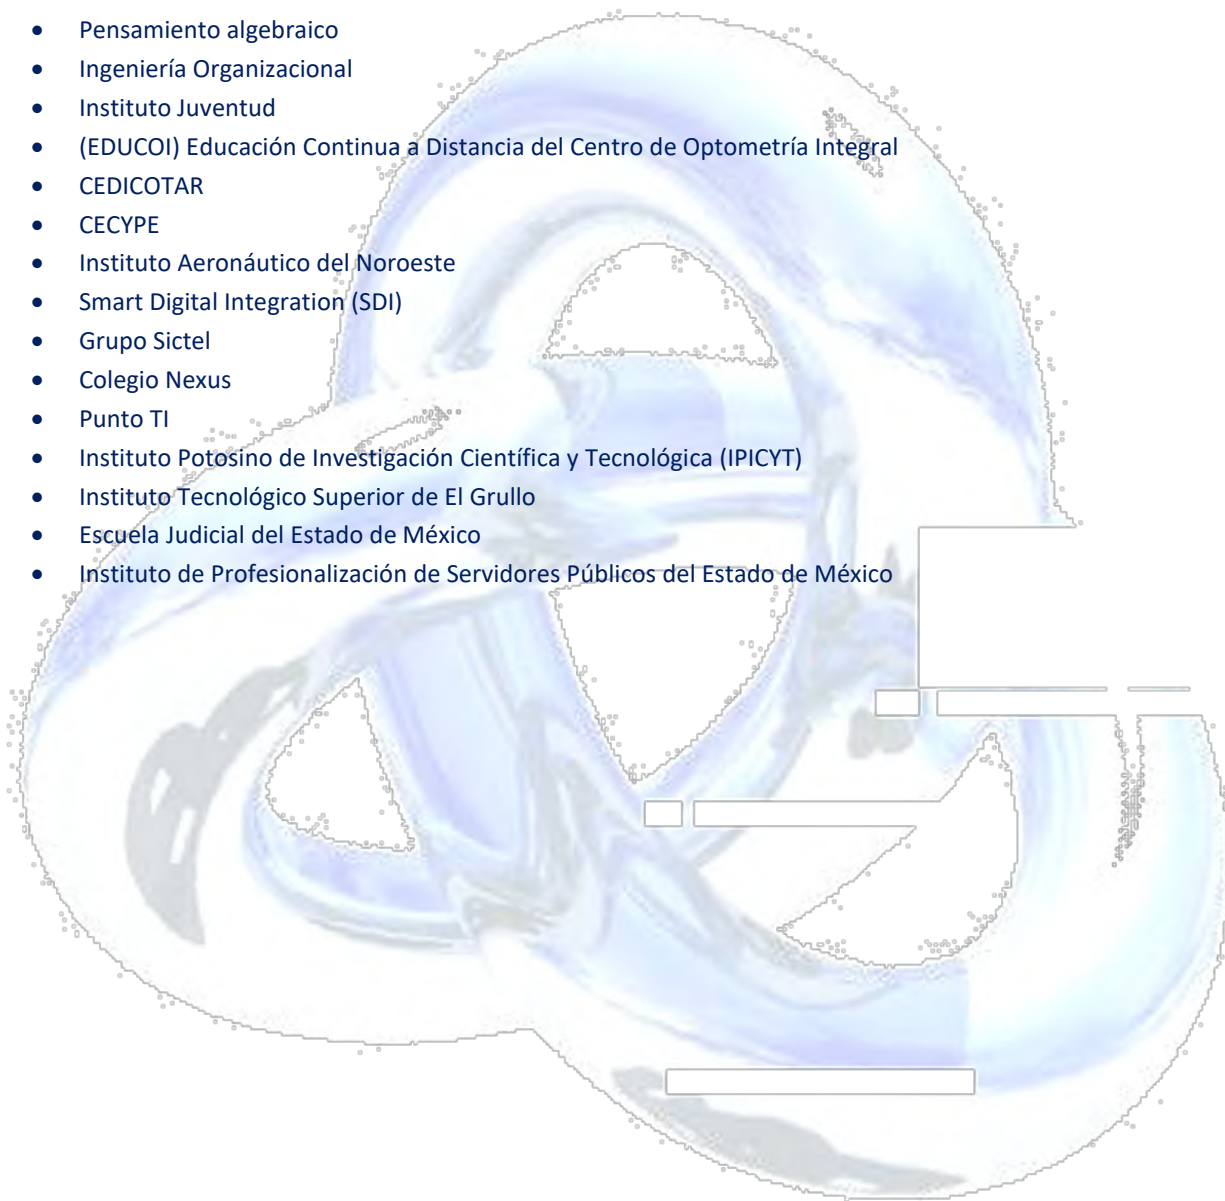 • Pensamiento algebraico
• Ingeniería Organizacional
• Instituto Juventud
• (EDUCOI) Educación Continua a Distancia del Centro de Optometría Integral
• CEDICOTAR
• CECYPE
• Instituto Aeronáutico del Noroeste
• Smart Digital Integration (SDI)
• Grupo Sictel
• Colegio Nexus
• Punto TI
• Instituto Potosino de Investigación Científica y Tecnológica (IPICYT)
• Instituto Tecnológico Superior de El Grullo
• Escuela Judicial del Estado de México
• Instituto de Profesionalización de Servidores Públicos del Estado de México